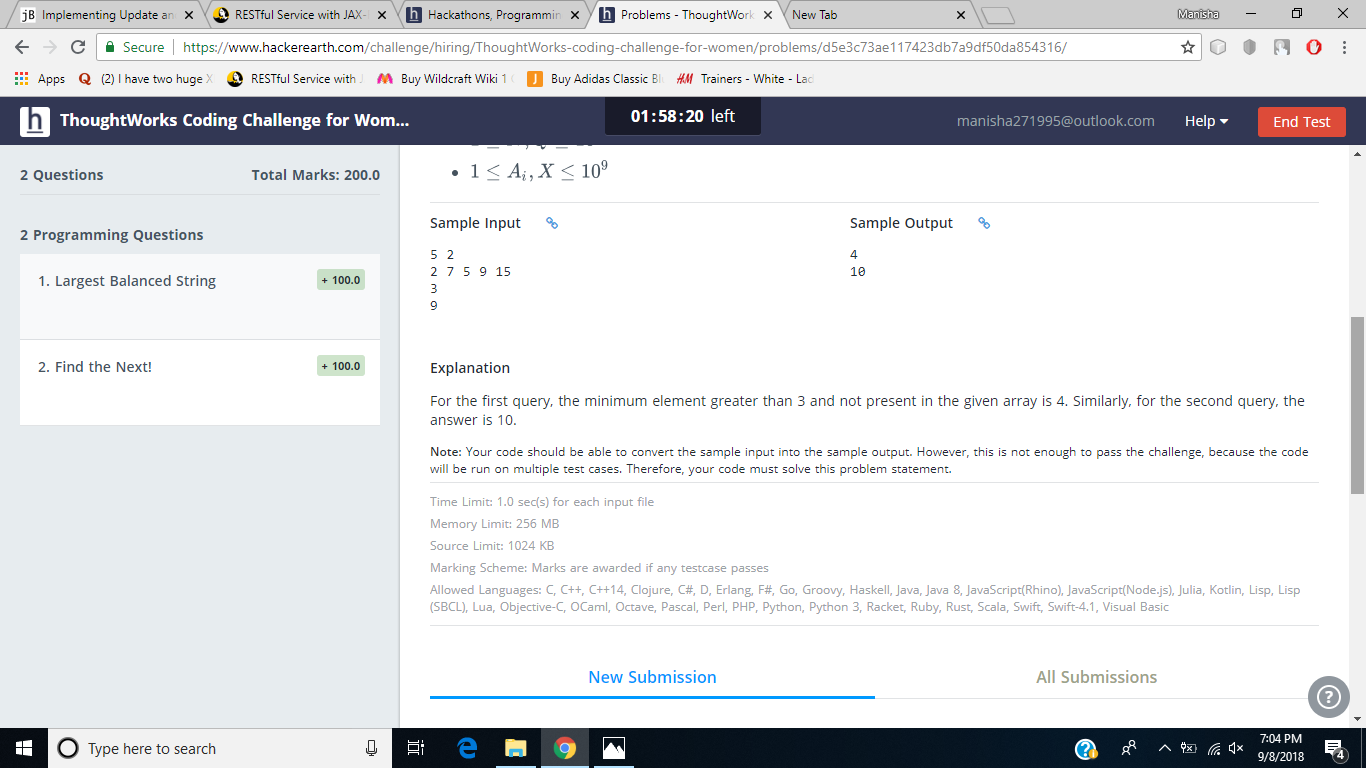 Implementing Update an
RESTful Service with JAX-
Hackathons, Programmin
Problems - ThoughtWork
New Tab
Manisha
Secure
https://www.hackerearth.com/challenge/hiring/ThoughtWorks-coding-challenge-for-women/problems/d5e3c73ae117423db7a9df50da854316/
Apps
(2) I have two huge X
RESTful Service with J
Buy Wildcraft Wiki 1
Buy Adidas Classic Bl
Trainers - White - Lad
ThoughtWorks Coding Challenge for Wom...
01:58:20 left
manisha271995@outlook.com
Help
End Test
2 Questions
Total Marks: 200.0
2 Programming Questions
1. Largest Balanced String
+ 100.0
2. Find the Next!
+ 100.0
• 1 ≤ Aᵢ, X ≤ 10⁹
Sample Input
5 2
2 7 5 9 15
3
9
Sample Output
4
10
Explanation
For the first query, the minimum element greater than 3 and not present in the given array is 4. Similarly, for the second query, the
answer is 10.
Note: Your code should be able to convert the sample input into the sample output. However, this is not enough to pass the challenge, because the code
will be run on multiple test cases. Therefore, your code must solve this problem statement.
Time Limit: 1.0 sec(s) for each input file
Memory Limit: 256 MB
Source Limit: 1024 KB
Marking Scheme: Marks are awarded if any testcase passes
Allowed Languages: C, C++, C++14, Clojure, C#, D, Erlang, F#, Go, Groovy, Haskell, Java, Java 8, JavaScript(Rhino), JavaScript(Node.js), Julia, Kotlin, Lisp, Lisp
(SBCL), Lua, Objective-C, OCaml, Octave, Pascal, Perl, PHP, Python, Python 3, Racket, Ruby, Rust, Scala, Swift, Swift-4.1, Visual Basic
New Submission
All Submissions
Type here to search
7:04 PM
9/8/2018
4